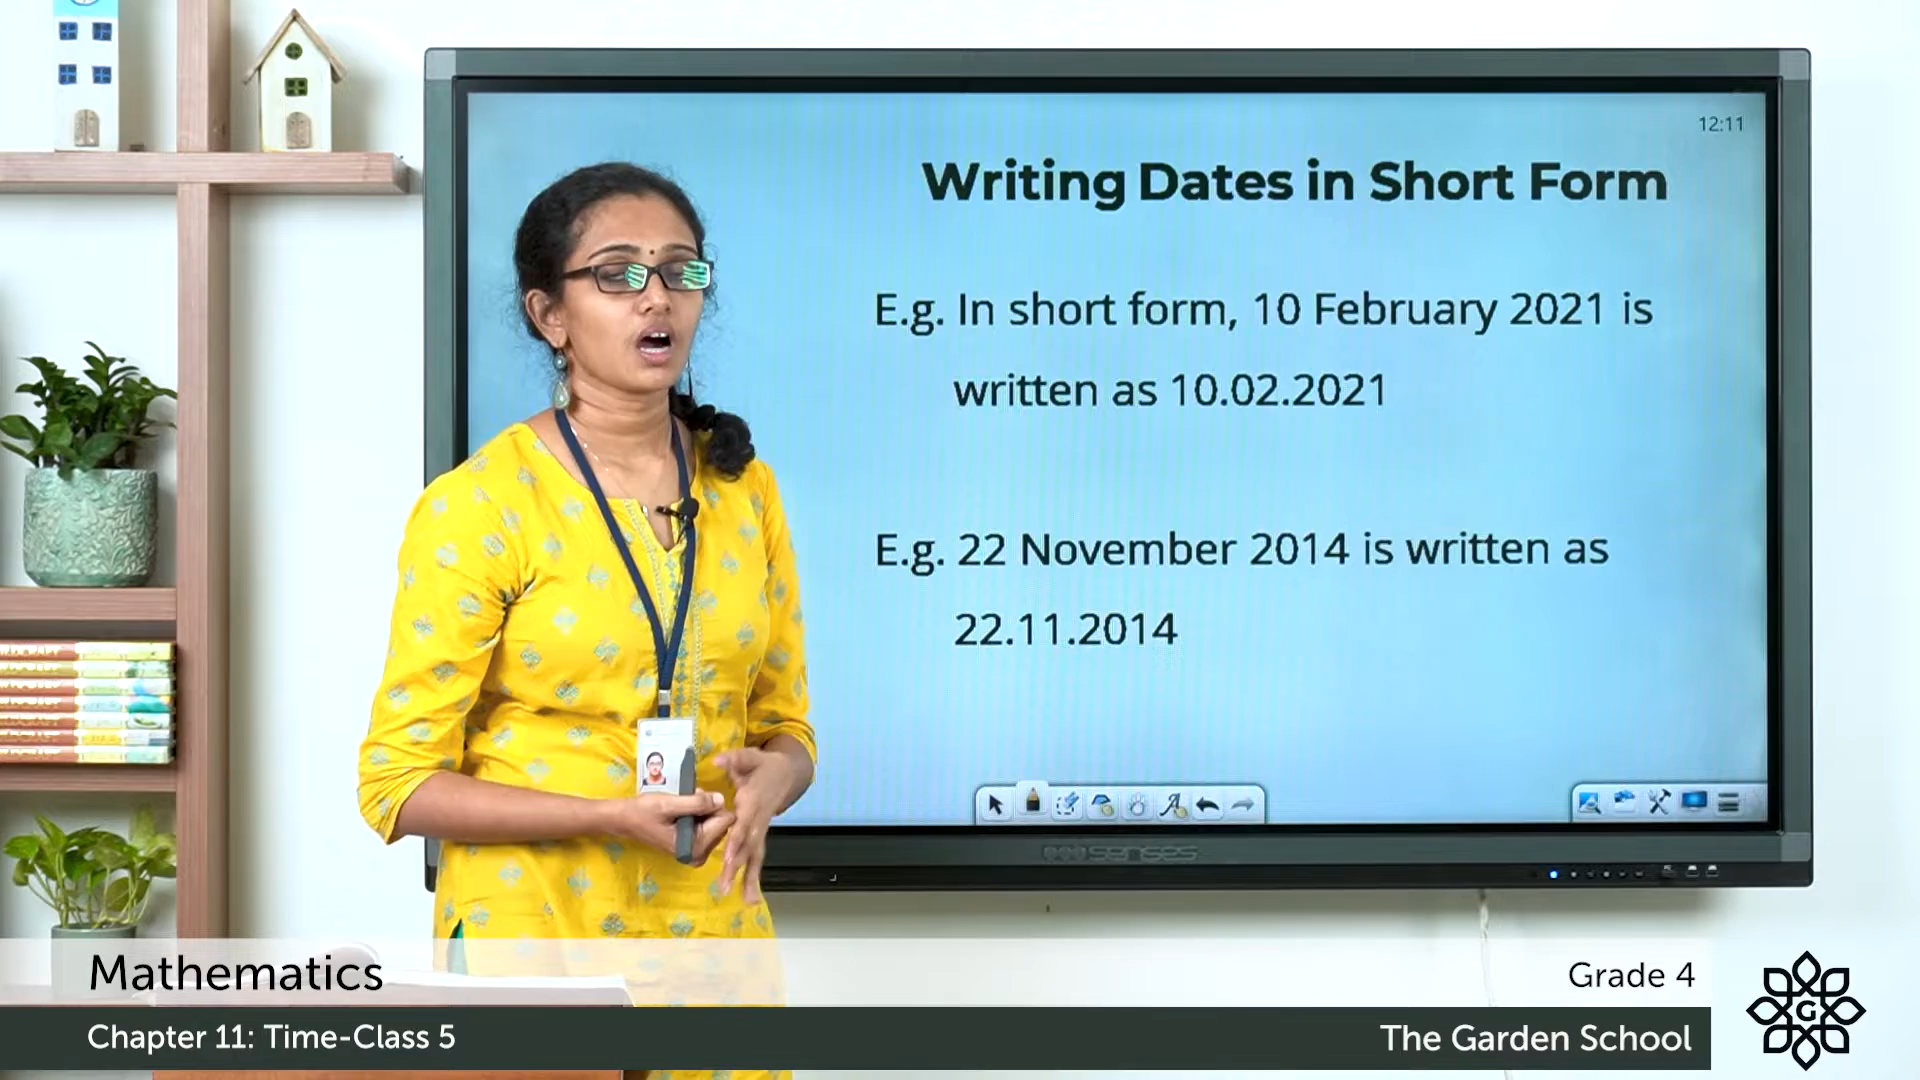 12:11
Writing Dates in Short Form
E.g. In short form, 10 February 2021 is
written as 10.02.2021
E.g. 22 November 2014 is written as
22.11.2014
senses
Mathematics
Grade 4
Chapter 11: Time-Class 5
The Garden School
G